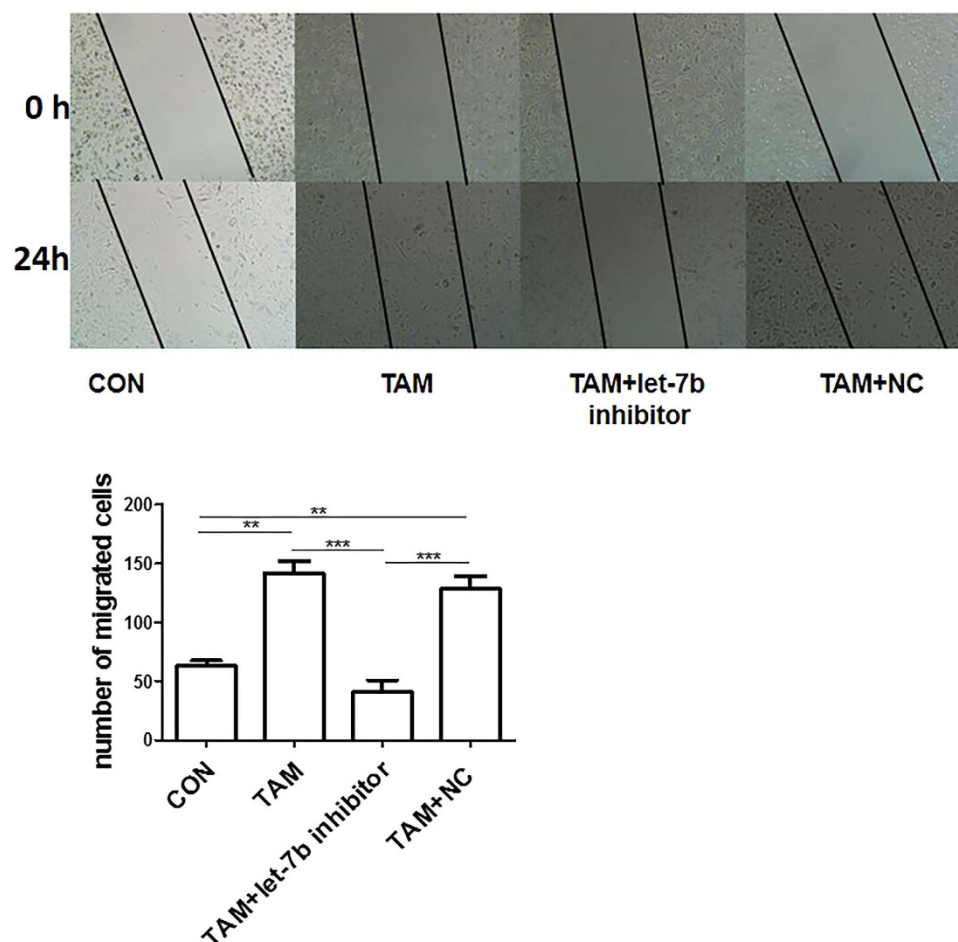 0 h
24h
CON
TAM
TAM+let-7b
inhibitor
TAM+NC
number of migrated cells
200
150
100
50
0
**
**
***
***
CON
TAM
TAM+let-7b inhibitor
TAM+NC